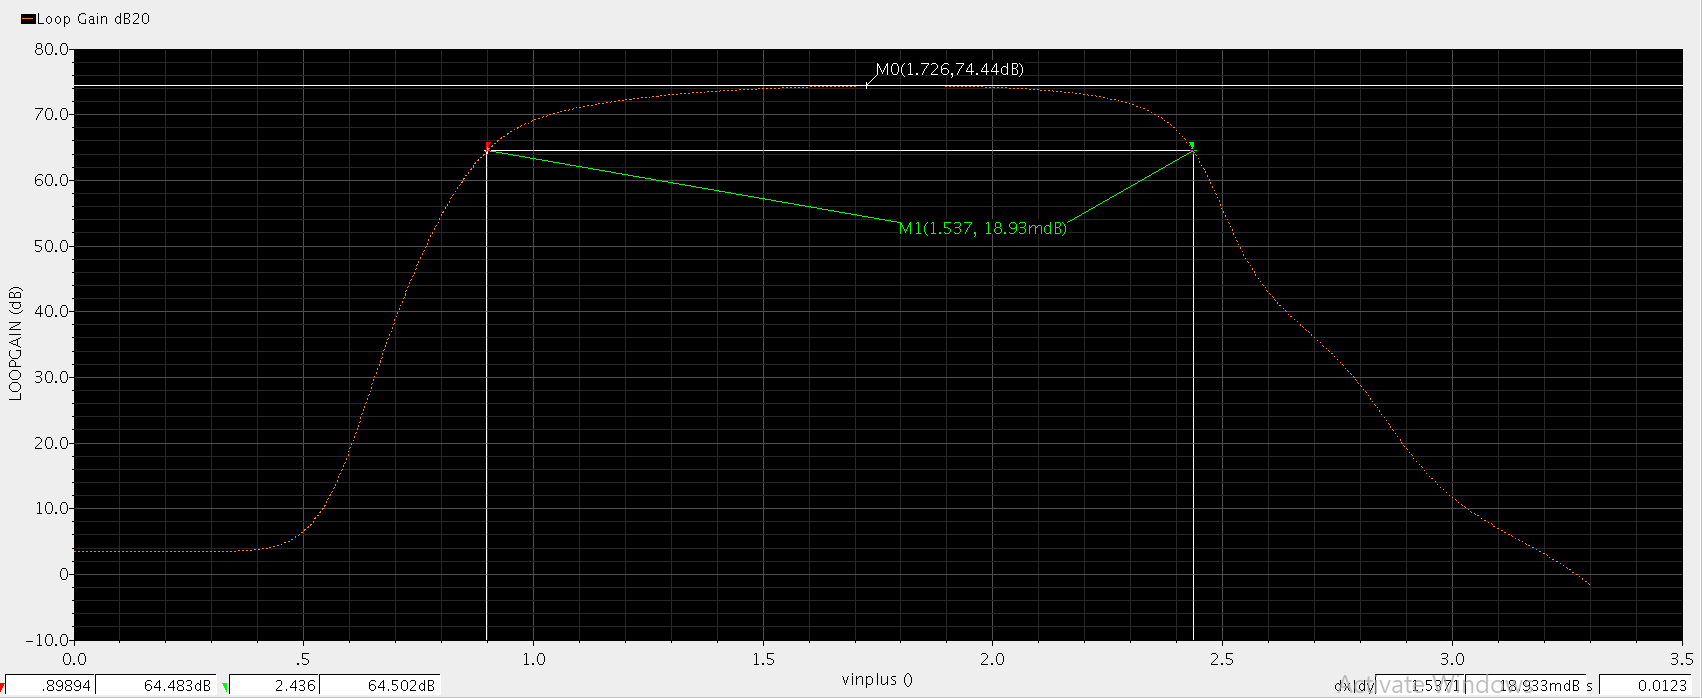 Loop Gain dB20
80.0
70.0
60.0
50.0
40.0
30.0
20.0
10.0
0
-10.0
LOOPGAIN (dB)
M0(1.726,74.44dB)
M1(1.537, 18.93mdB)
0.0 .5 1.0 1.5 2.0 2.5 3.0 3.5
vinplus ()
.89894 64.483dB 2.436 64.502dB dx,dy 1.5371 18.933mdB s 0.0123
Activate Windows